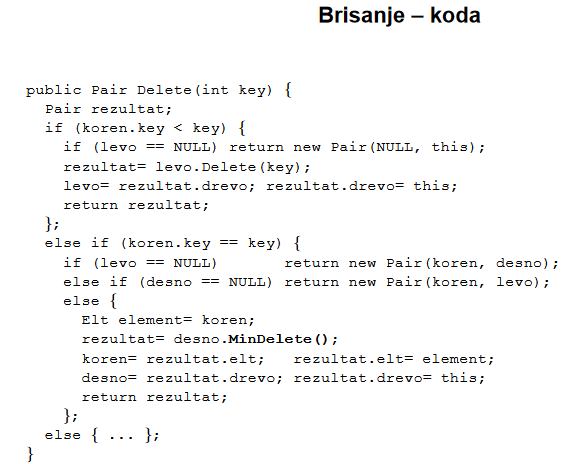 Brisanje – koda
public Pair Delete(int key) {
Pair rezultat;
if (koren.key < key) {
if (levo == NULL) return new Pair(NULL, this);
rezultat= levo.Delete(key);
levo= rezultat.drevo; rezultat.drevo= this;
return rezultat;
};
else if (koren.key == key) {
if (levo == NULL) return new Pair(koren, desno);
else if (desno == NULL) return new Pair(koren, levo);
else {
Elt element= koren;
rezultat= desno.MinDelete();
koren= rezultat.elt; rezultat.elt= element;
desno= rezultat.drevo; rezultat.drevo= this;
return rezultat;
};
else { ... };
}